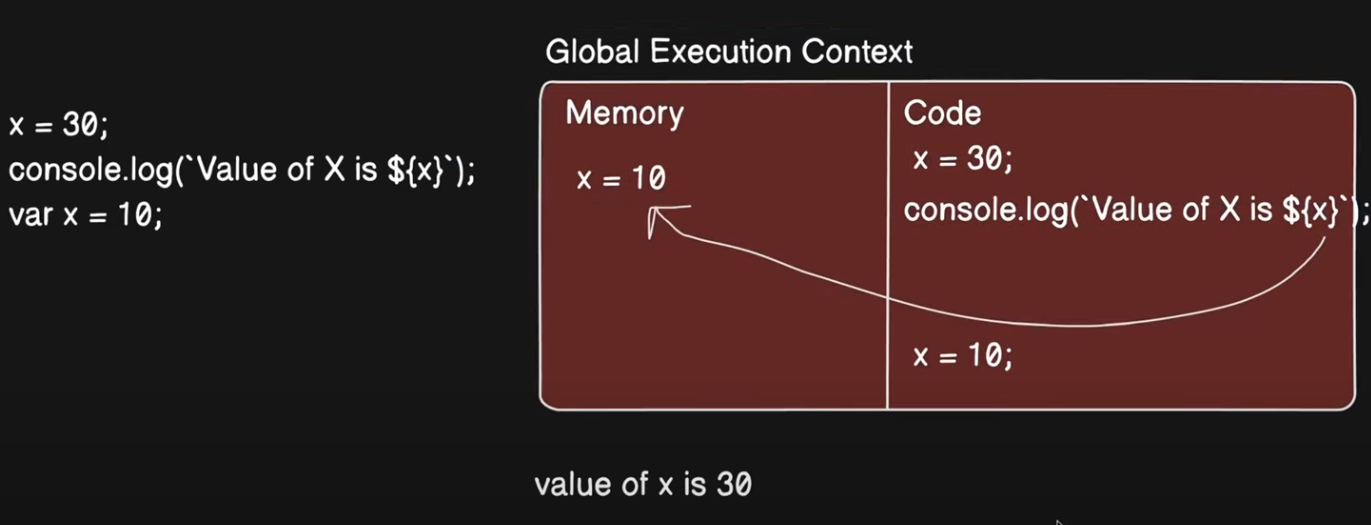 x = 30;
console.log(`Value of X is ${x}`);
var x = 10;
Global Execution Context
Memory
x = 10
Code
x = 30;
console.log(`Value of X is ${x}`);
x = 10;
value of x is 30